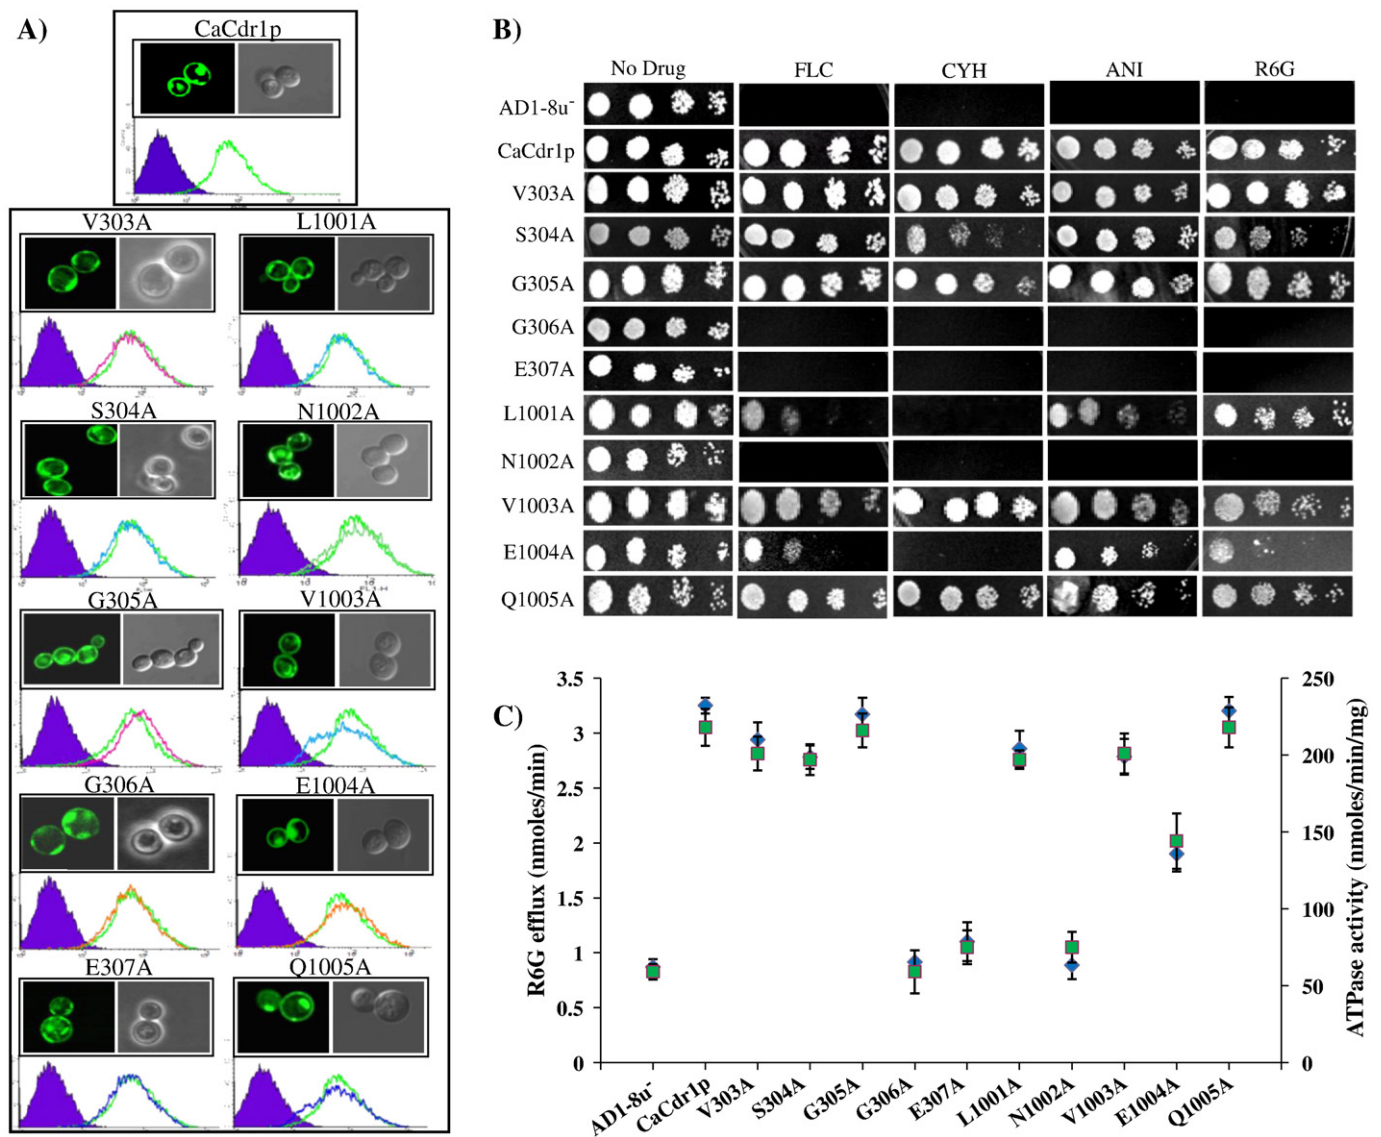 A)
CaCdr1p
V303A
L1001A
S304A
N1002A
G305A
V1003A
G306A
E1004A
E307A
Q1005A
B)
No Drug FLC CYH ANI R6G
AD1-8u⁻
CaCdr1p
V303A
S304A
G305A
G306A
E307A
L1001A
N1002A
V1003A
E1004A
Q1005A
C)
R6G efflux (nmoles/min)
3.5
3
2.5
2
1.5
1
0.5
0
250
200
150
100
50
0
ATPase activity (nmoles/min/mg)
AD1-8u⁻ CaCdr1p V303A S304A G305A G306A E307A L1001A N1002A V1003A E1004A Q1005A